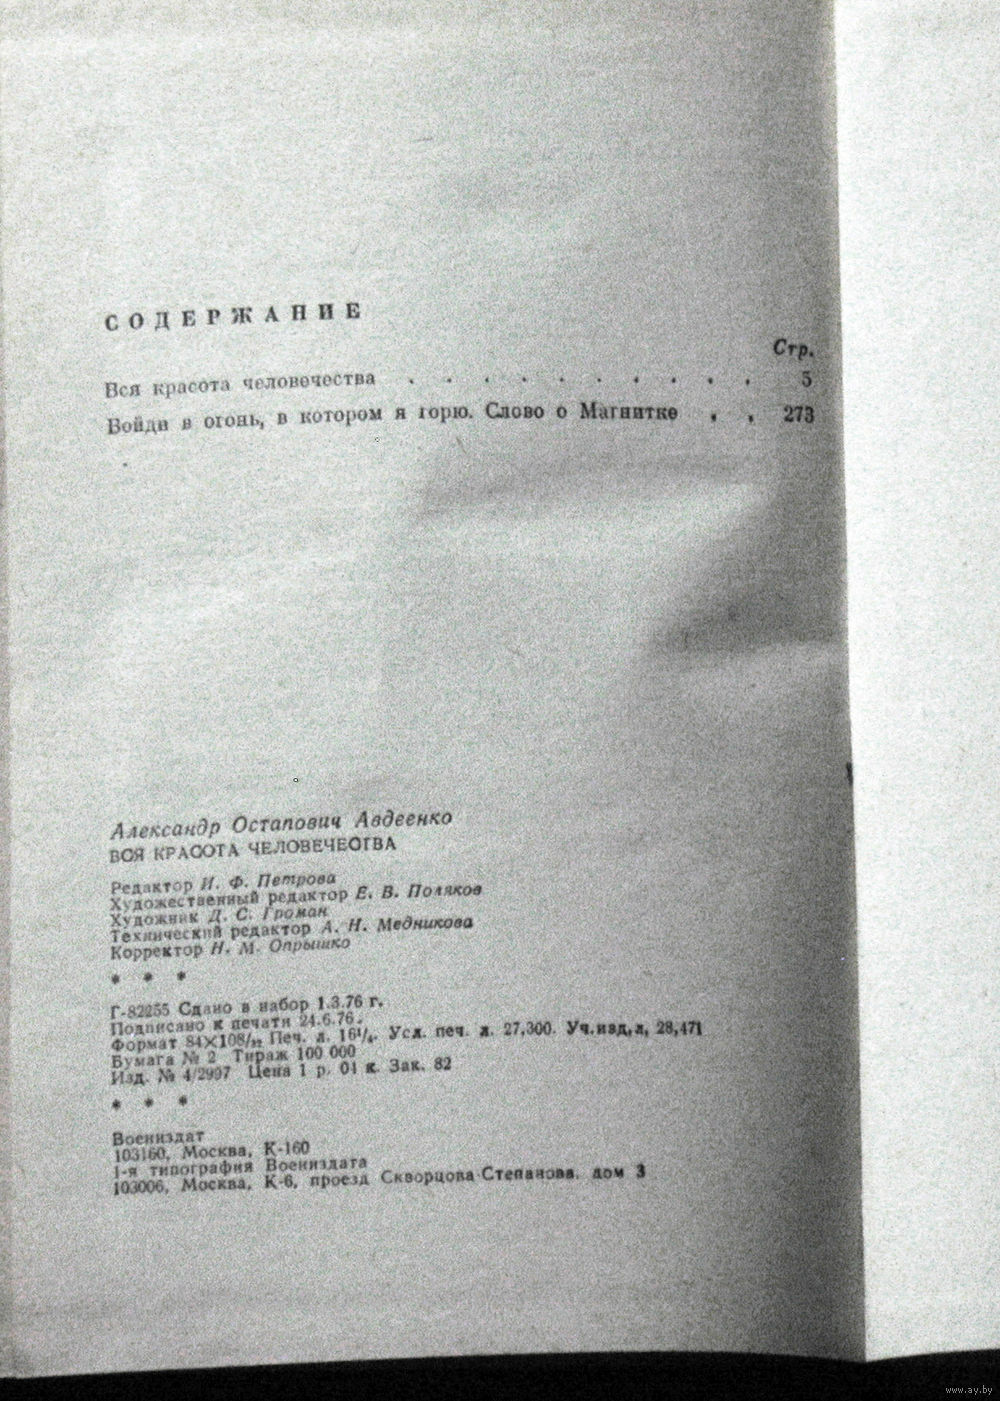 СОДЕРЖАНИЕ
Стр.
Вся красота человечества . . . . . . . . . . 5
Войди в огонь, в котором я горю. Слово о Магнитке . . 273
Александр Остапович Авдеенко
ВСЯ КРАСОТА ЧЕЛОВЕЧЕСТВА
Редактор И. Ф. Петрова
Художественный редактор Е. В. Поляков
Художник Д. С. Громан
Технический редактор А. Н. Медникова
Корректор Н. М. Опрышко
* * *
Г-82255 Сдано в набор 1.3.76 г.
Подписано к печати 24.6.76.
Формат 84×108/32 Печ. л. 16¼. Усл. печ. л. 27,300. Уч.изд.л, 28,471
Бумага № 2 Тираж 100 000
Изд. № 4/2997 Цена 1 р. 01 к. Зак. 82
* * *
Воениздат
103160, Москва, К-160
1-я типография Воениздата
103006, Москва, К-6, проезд Скворцова-Степанова, дом 3
www.ay.by